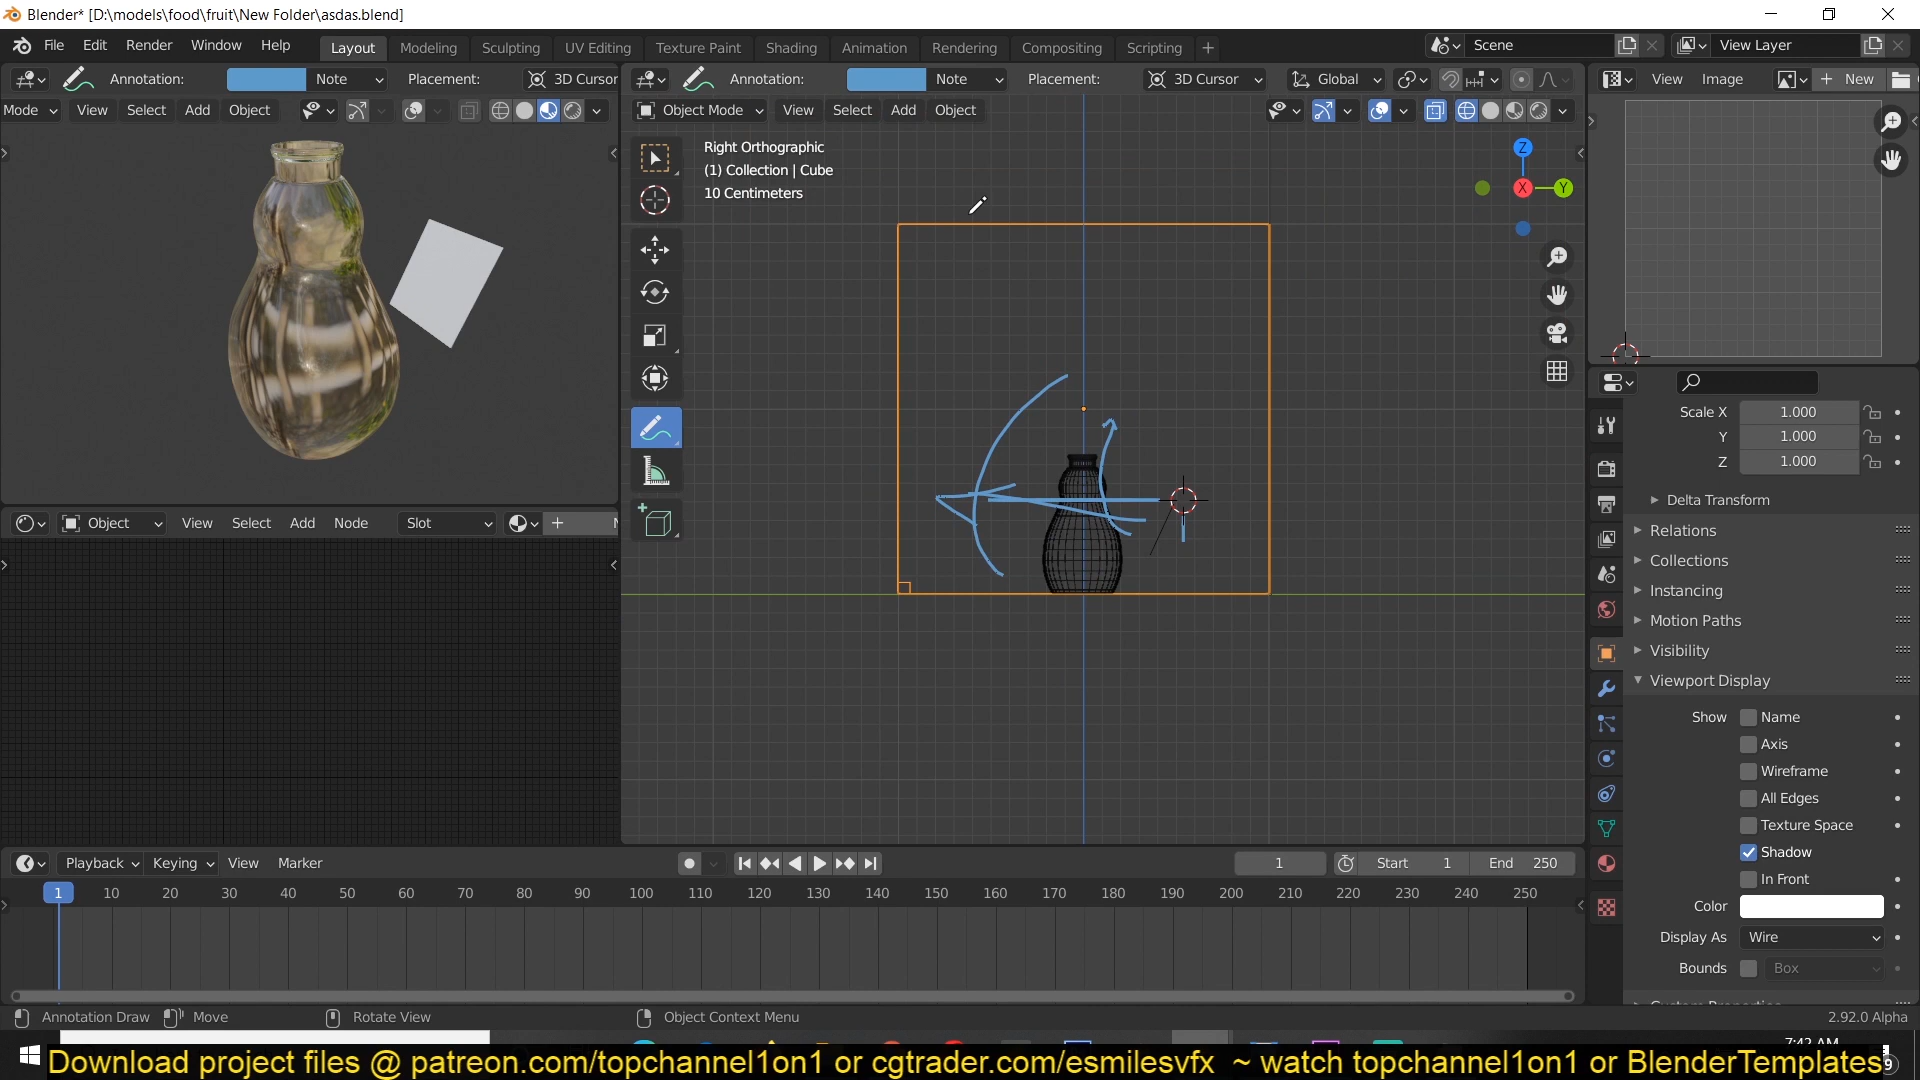 Blender* [D:\models\food\fruit\New Folder\asdas.blend]
File Edit Render Window Help Layout Modeling Sculpting UV Editing Texture Paint Shading Animation Rendering Compositing Scripting + Scene View Layer
Annotation: Note Placement: 3D Cursor
Annotation: Note Placement: 3D Cursor Global
View Image + New
Mode View Select Add Object
Object Mode View Select Add Object
Right Orthographic
(1) Collection | Cube
10 Centimeters
Z
X Y
Scale X 1.000
Y 1.000
Z 1.000
Delta Transform
Relations
Collections
Instancing
Motion Paths
Visibility
Viewport Display
Show Name
Axis
Wireframe
All Edges
Texture Space
Shadow
In Front
Color
Display As Wire
Bounds Box
Object View Select Add Node Slot +
Playback Keying View Marker 1 Start 1 End 250
1 10 20 30 40 50 60 70 80 90 100 110 120 130 140 150 160 170 180 190 200 210 220 230 240 250
Annotation Draw Move Rotate View Object Context Menu 2.92.0 Alpha
Download project files @ patreon.com/topchannel1on1 or cgtrader.com/esmilesvfx ~ watch topchannel1on1 or BlenderTemplates